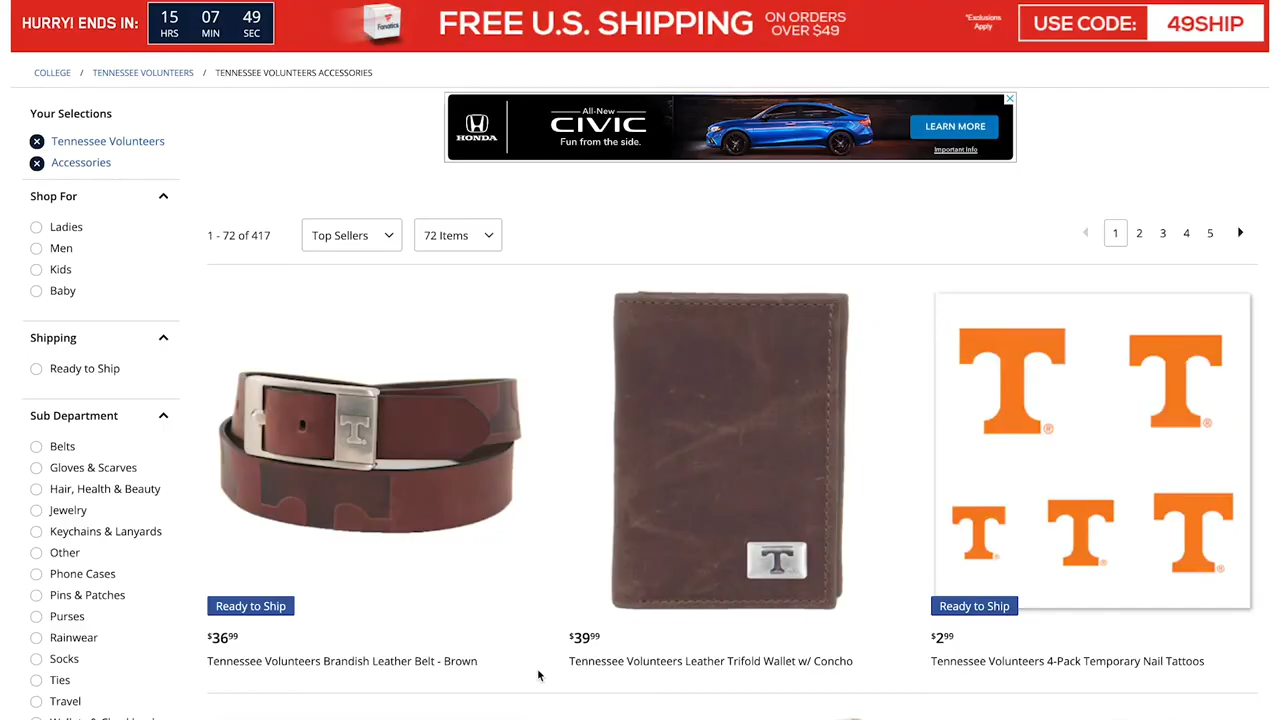 HURRY! ENDS IN:
15 07 49
HRS MIN SEC
Fanatics
FREE U.S. SHIPPING
ON ORDERS
OVER $49
*Exclusions
Apply
USE CODE: 49SHIP
COLLEGE / TENNESSEE VOLUNTEERS / TENNESSEE VOLUNTEERS ACCESSORIES
Your Selections
Tennessee Volunteers
Accessories
Shop For
Ladies
Men
Kids
Baby
Shipping
Ready to Ship
Sub Department
Belts
Gloves & Scarves
Hair, Health & Beauty
Jewelry
Keychains & Lanyards
Other
Phone Cases
Pins & Patches
Purses
Rainwear
Socks
Ties
Travel
HONDA
All-New
CIVIC
Fun from the side.
LEARN MORE
Important Info
1 - 72 of 417
Top Sellers
72 Items
1 2 3 4 5
T
T
T ®
T ®
T
T ®
T ®
Ready to Ship
$36.99
Tennessee Volunteers Brandish Leather Belt - Brown
$39.99
Tennessee Volunteers Leather Trifold Wallet w/ Concho
Ready to Ship
$2.99
Tennessee Volunteers 4-Pack Temporary Nail Tattoos